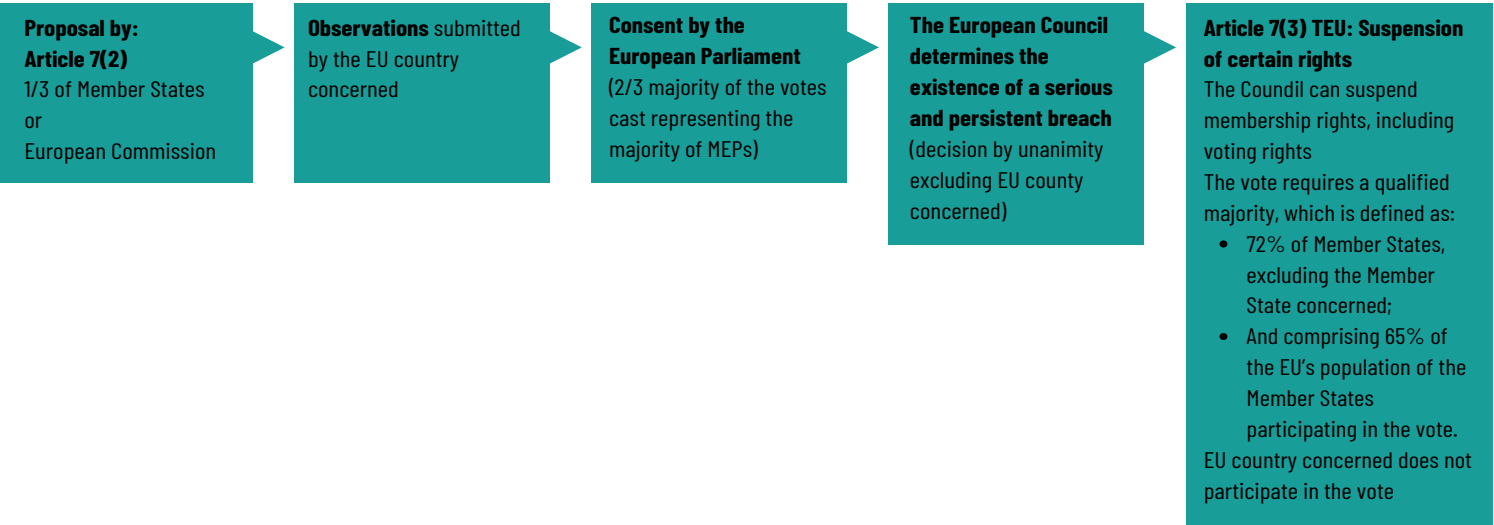 Proposal by:
Article 7(2)
1/3 of Member States
or
European Commission
Observations submitted
by the EU country
concerned
Consent by the
European Parliament
(2/3 majority of the votes
cast representing the
majority of MEPs)
The European Council
determines the
existence of a serious
and persistent breach
(decision by unanimity
excluding EU county
concerned)
Article 7(3) TEU: Suspension
of certain rights
The Coundil can suspend
membership rights, including
voting rights
The vote requires a qualified
majority, which is defined as:
• 72% of Member States,
excluding the Member
State concerned;
• And comprising 65% of
the EU's population of the
Member States
participating in the vote.
EU country concerned does not
participate in the vote